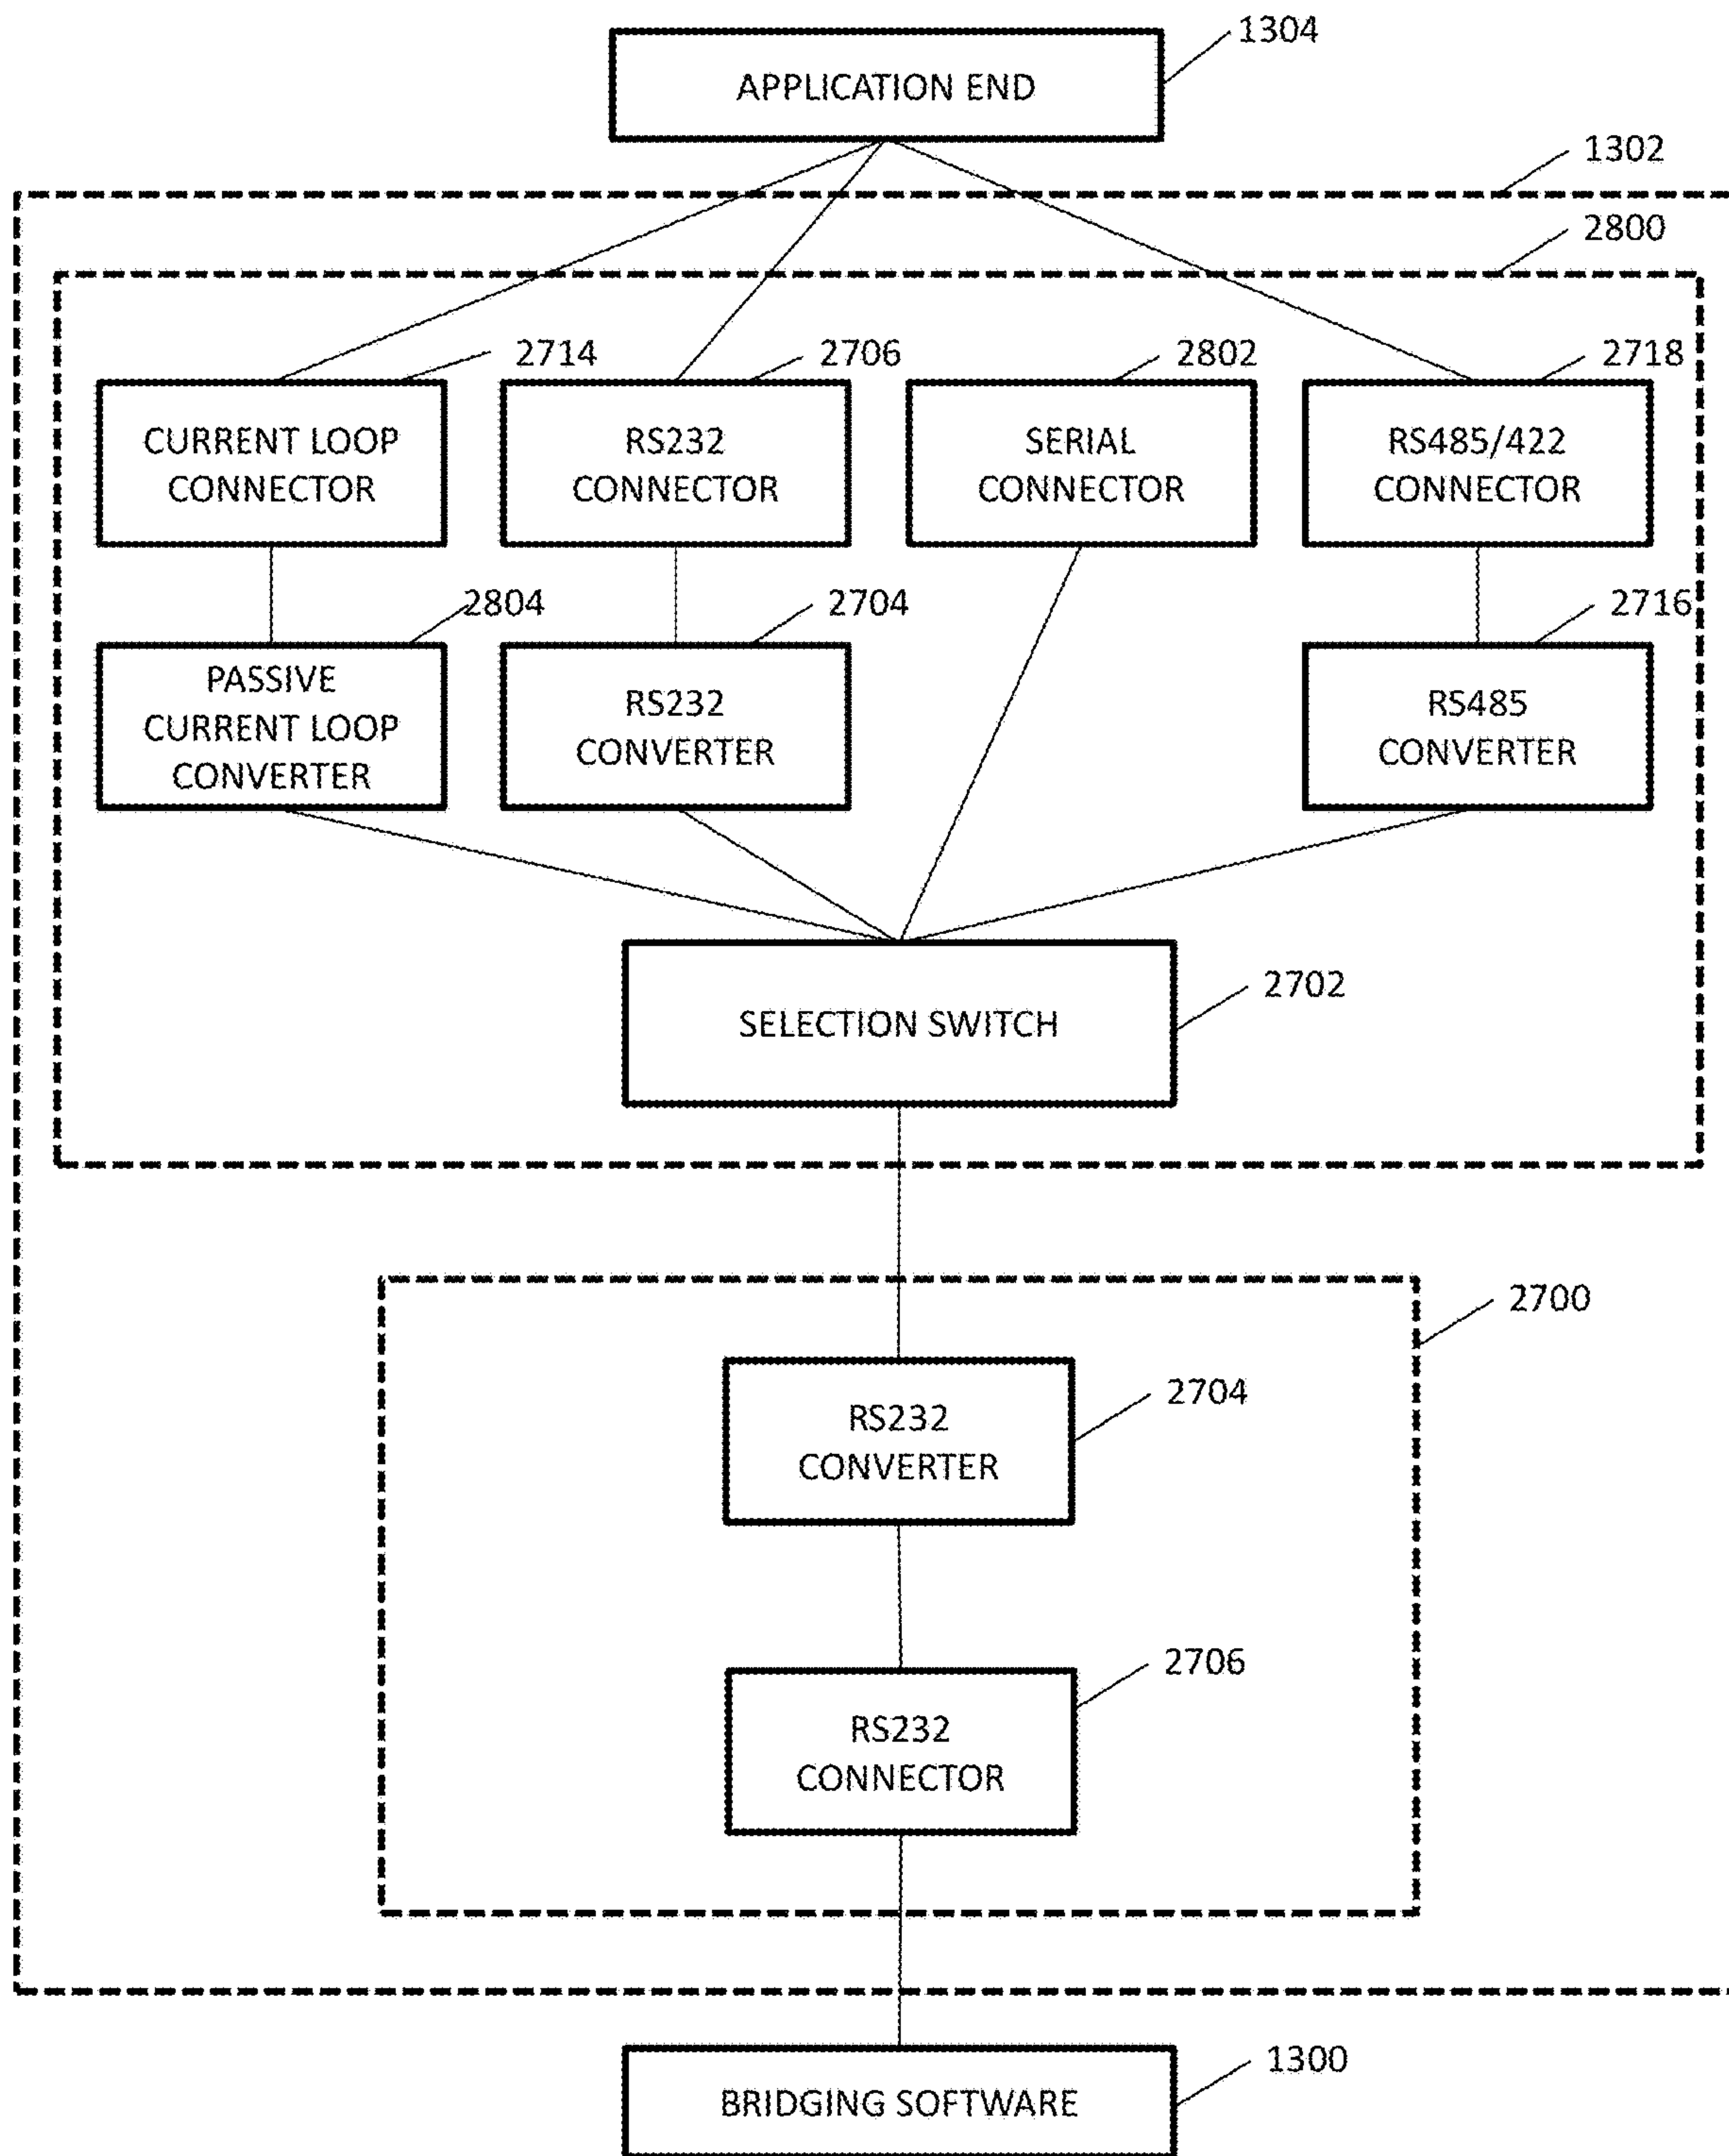 1304
APPLICATION END
1302
2800
2714
2706
2802
2718
CURRENT LOOP
CONNECTOR
RS232
CONNECTOR
SERIAL
CONNECTOR
RS485/422
CONNECTOR
2804
2704
2716
PASSIVE
CURRENT LOOP
CONVERTER
RS232
CONVERTER
RS485
CONVERTER
2702
SELECTION SWITCH
2700
2704
RS232
CONVERTER
2706
RS232
CONNECTOR
1300
BRIDGING SOFTWARE